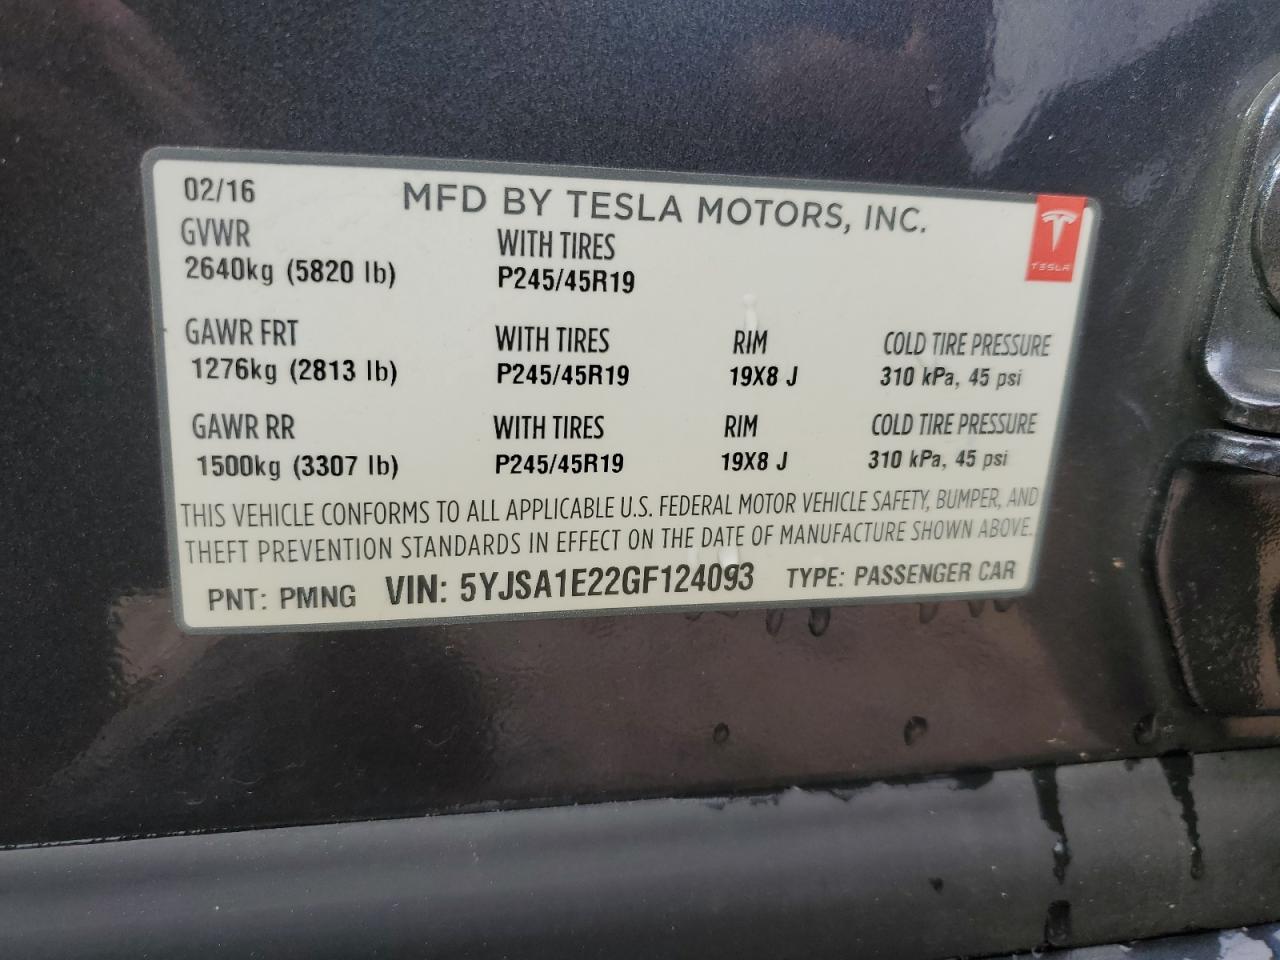 02/16 MFD BY TESLA MOTORS, INC.
TESLA
GVWR WITH TIRES
2640kg (5820 lb) P245/45R19
GAWR FRT WITH TIRES RIM COLD TIRE PRESSURE
1276kg (2813 lb) P245/45R19 19X8 J 310 kPa, 45 psi
GAWR RR WITH TIRES RIM COLD TIRE PRESSURE
1500kg (3307 lb) P245/45R19 19X8 J 310 kPa, 45 psi
THIS VEHICLE CONFORMS TO ALL APPLICABLE U.S. FEDERAL MOTOR VEHICLE SAFETY, BUMPER, AND
THEFT PREVENTION STANDARDS IN EFFECT ON THE DATE OF MANUFACTURE SHOWN ABOVE.
PNT: PMNG VIN: 5YJSA1E22GF124093 TYPE: PASSENGER CAR